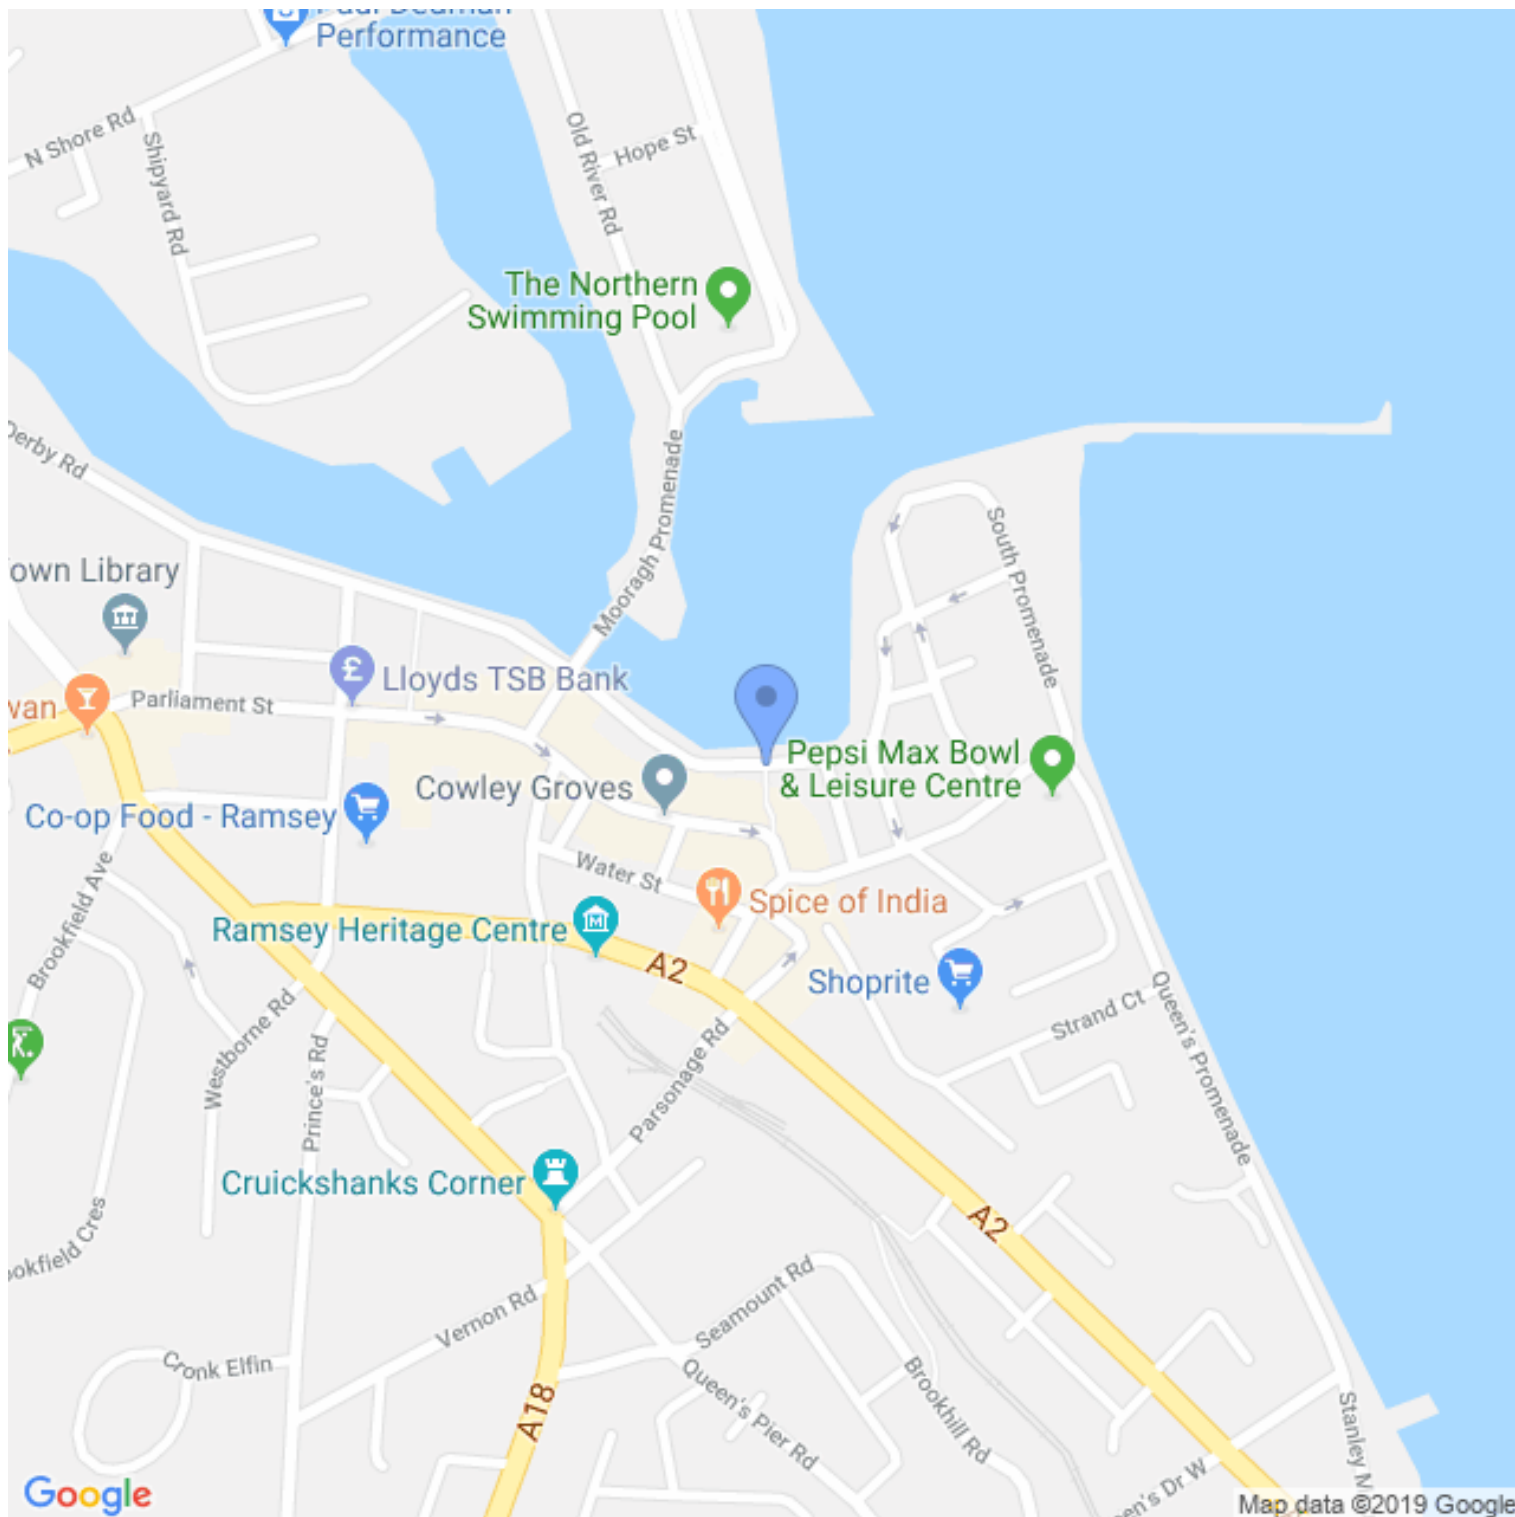 Performance
N Shore Rd
Shipyard Rd
Old River Rd
Hope St
The Northern
Swimming Pool
Derby Rd
Mooragh Promenade
South Promenade
own Library
Lloyds TSB Bank
Parliament St
wan
Pepsi Max Bowl
& Leisure Centre
Cowley Groves
Co-op Food - Ramsey
Water St
Brookfield Ave
Spice of India
Ramsey Heritage Centre
A2
Shoprite
Strand Ct
Queen's Promenade
Westborne Rd
Prince's Rd
Parsonage Rd
Cruickshanks Corner
A2
ookfield Cres
Vernon Rd
Seamount Rd
Cronk Elfin
A18
Queen's Pier Rd
Brookhill Rd
Stanley M
en's Dr W
Google
Map data ©2019 Google